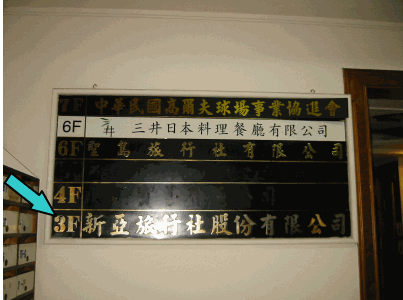 7F 中華民國高爾夫球場事業協進會
6F 三井 三井日本料理餐廳有限公司
6F 聖島旅行社有限公司
4F
3F 新亞旅行社股份有限公司